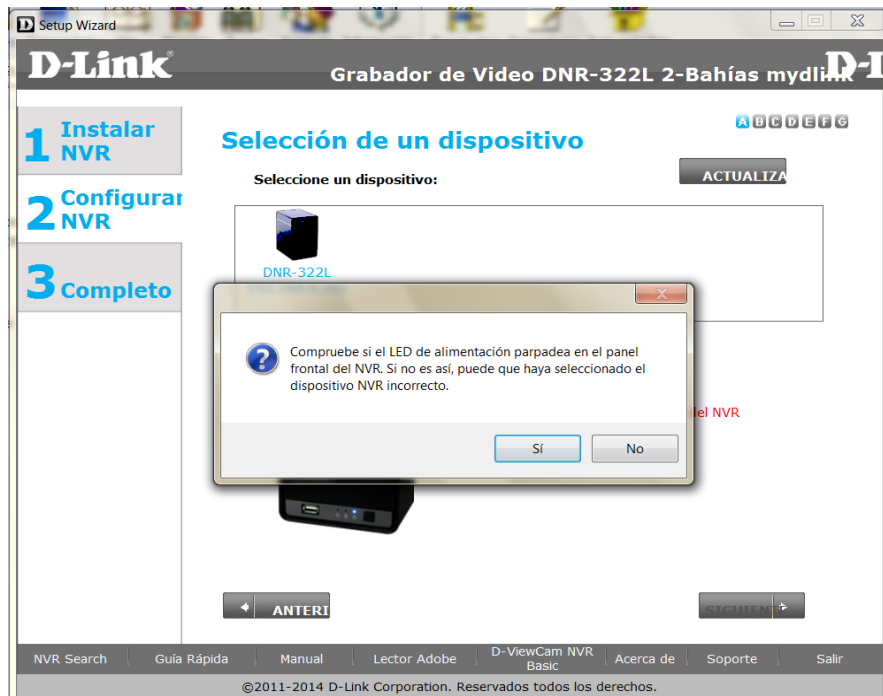 Setup Wizard
D-Link®
Grabador de Video DNR-322L 2-Bahías mydlink
1 Instalar
NVR
2 Configurar
NVR
3 Completo
Selección de un dispositivo
A B C D E F G
Seleccione un dispositivo:
ACTUALIZA
DNR-322L
Compruebe si el LED de alimentación parpadea en el panel
frontal del NVR. Si no es así, puede que haya seleccionado el
dispositivo NVR incorrecto.
del NVR
Sí
No
ANTERI
SIGUIENT
NVR Search
Guía Rápida
Manual
Lector Adobe
D-ViewCam NVR
Basic
Acerca de
Soporte
Salir
©2011-2014 D-Link Corporation. Reservados todos los derechos.